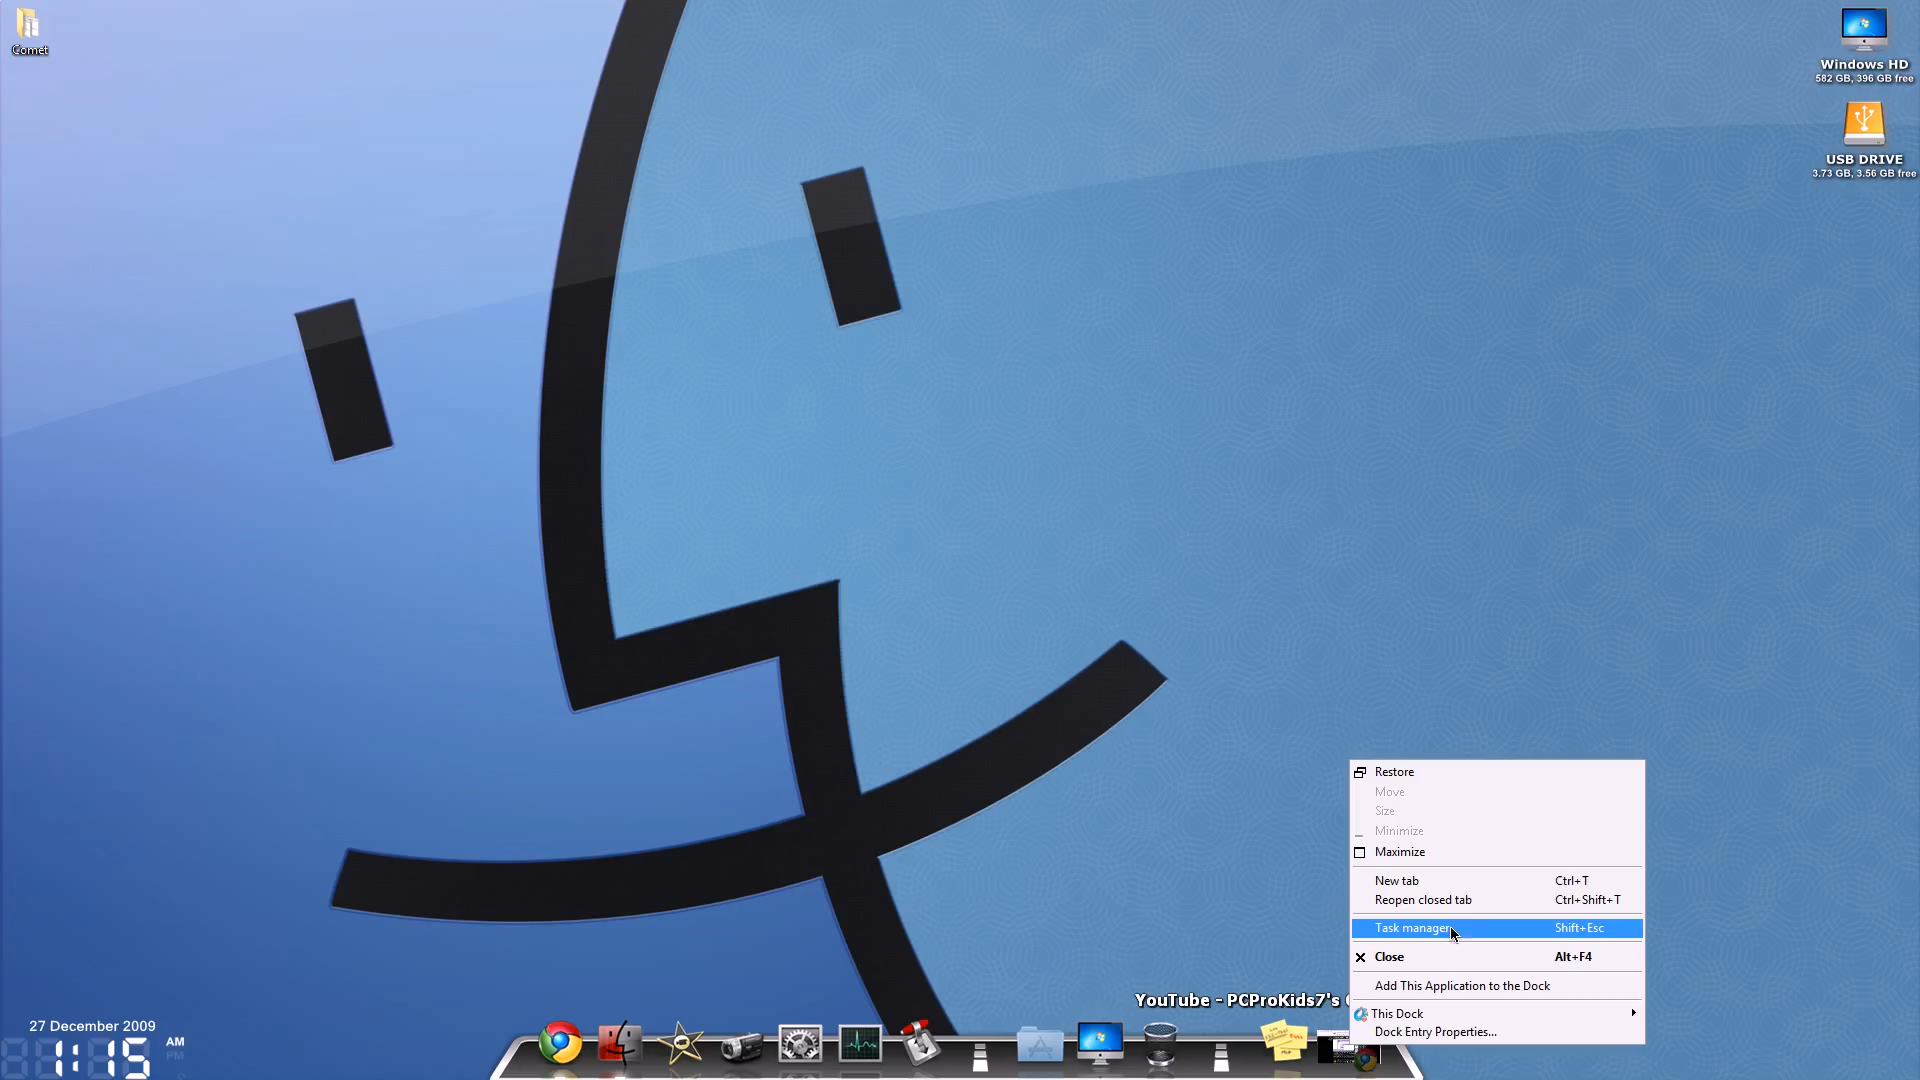 Comet
Windows HD
582 GB, 396 GB free
USB DRIVE
3.73 GB, 3.56 GB free
Restore
Move
Size
Minimize
Maximize
New tab Ctrl+T
Reopen closed tab Ctrl+Shift+T
Task manager Shift+Esc
Close Alt+F4
Add This Application to the Dock
This Dock
Dock Entry Properties...
YouTube - PCProKids7's
27 December 2009
1:15 AM
PM